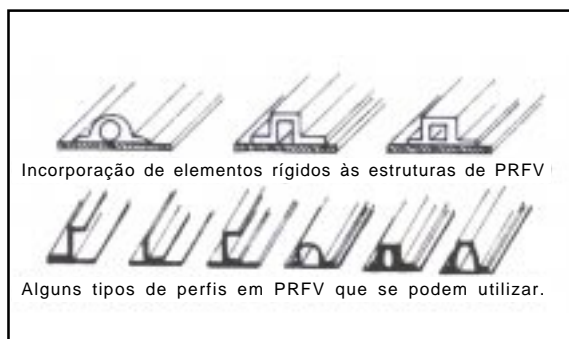 Incorporação de elementos rígidos às estruturas de PRFV
Alguns tipos de perfis em PRFV que se podem utilizar.